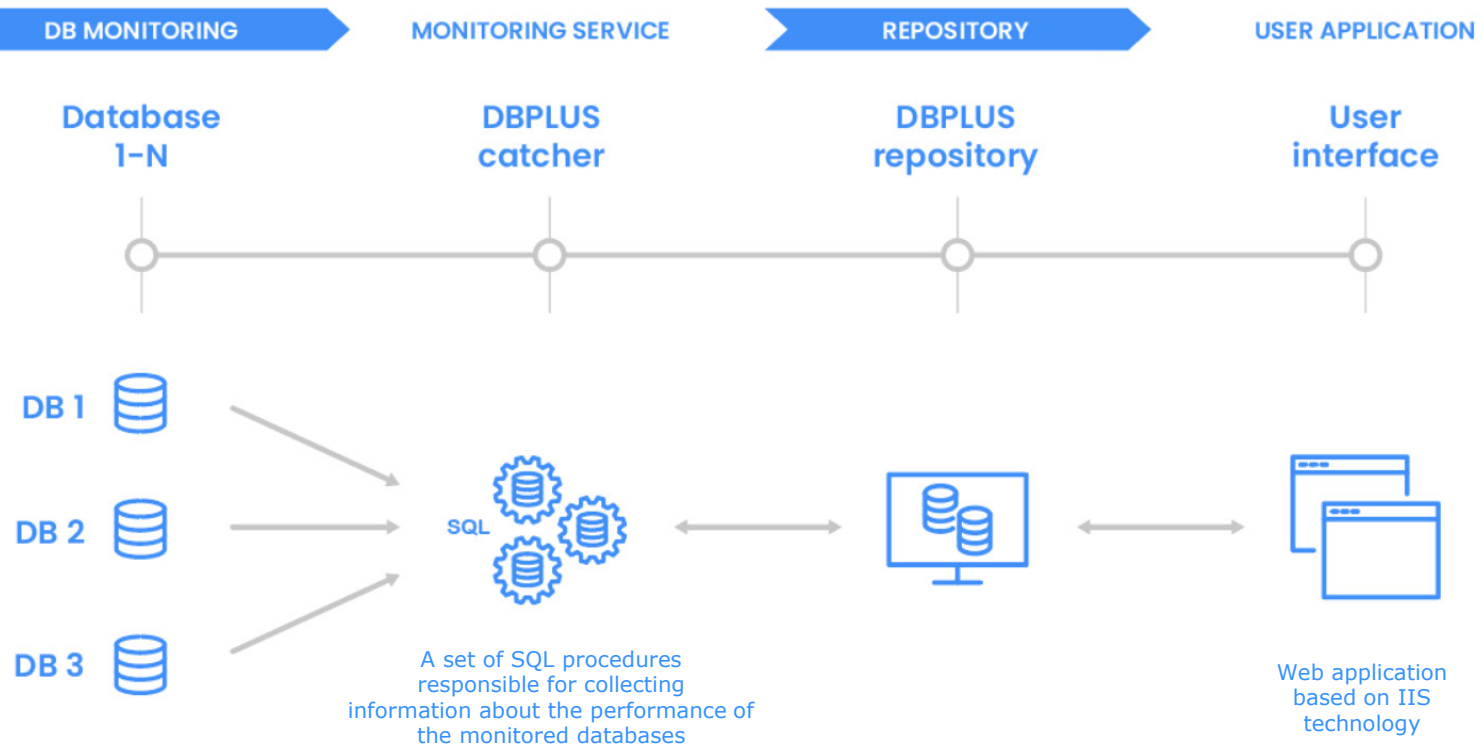 DB MONITORING
MONITORING SERVICE
REPOSITORY
USER APPLICATION
Database
1-N
DBPLUS
catcher
DBPLUS
repository
User
interface
DB 1
DB 2
DB 3
SQL
A set of SQL procedures
responsible for collecting
information about the performance of
the monitored databases
Web application
based on IIS
technology